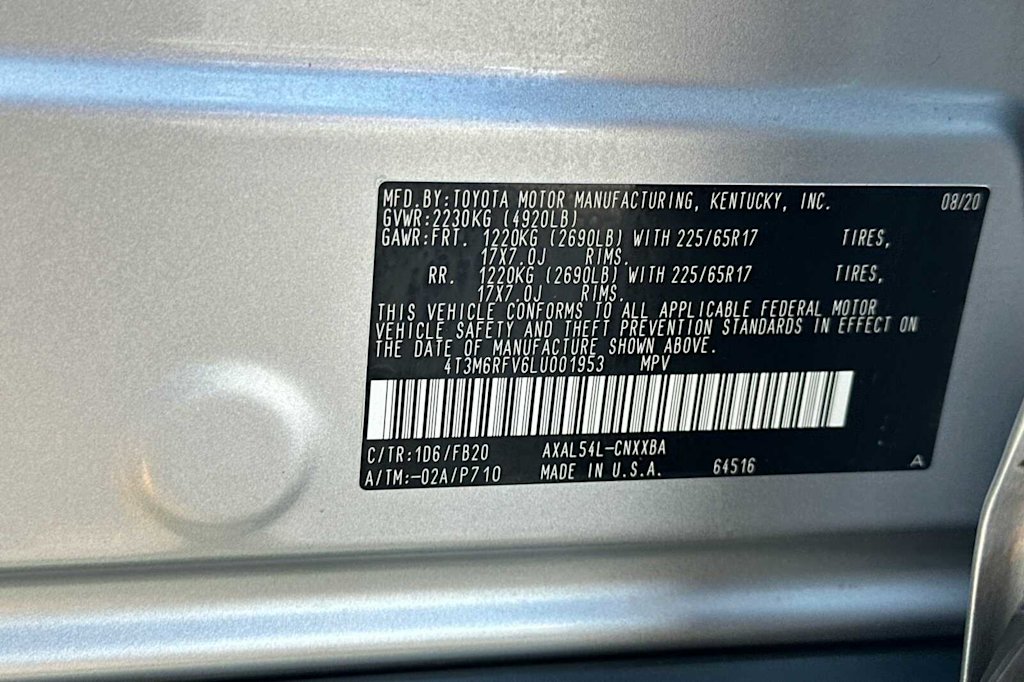 MFD.BY:TOYOTA MOTOR MANUFACTURING, KENTUCKY, INC. 08/20
GVWR:2230KG (4920LB)
GAWR:FRT. 1220KG (2690LB) WITH 225/65R17 TIRES,
17X7.0J RIMS.
RR. 1220KG (2690LB) WITH 225/65R17 TIRES,
17X7.0J RIMS.
THIS VEHICLE CONFORMS TO ALL APPLICABLE FEDERAL MOTOR
VEHICLE SAFETY AND THEFT PREVENTION STANDARDS IN EFFECT ON
THE DATE OF MANUFACTURE SHOWN ABOVE.
4T3M6RFV6LU001953 MPV
C/TR:1D6/FB20 AXAL54L-CNXXBA
A/TM:-02A/P710 MADE IN U.S.A. 64516 A